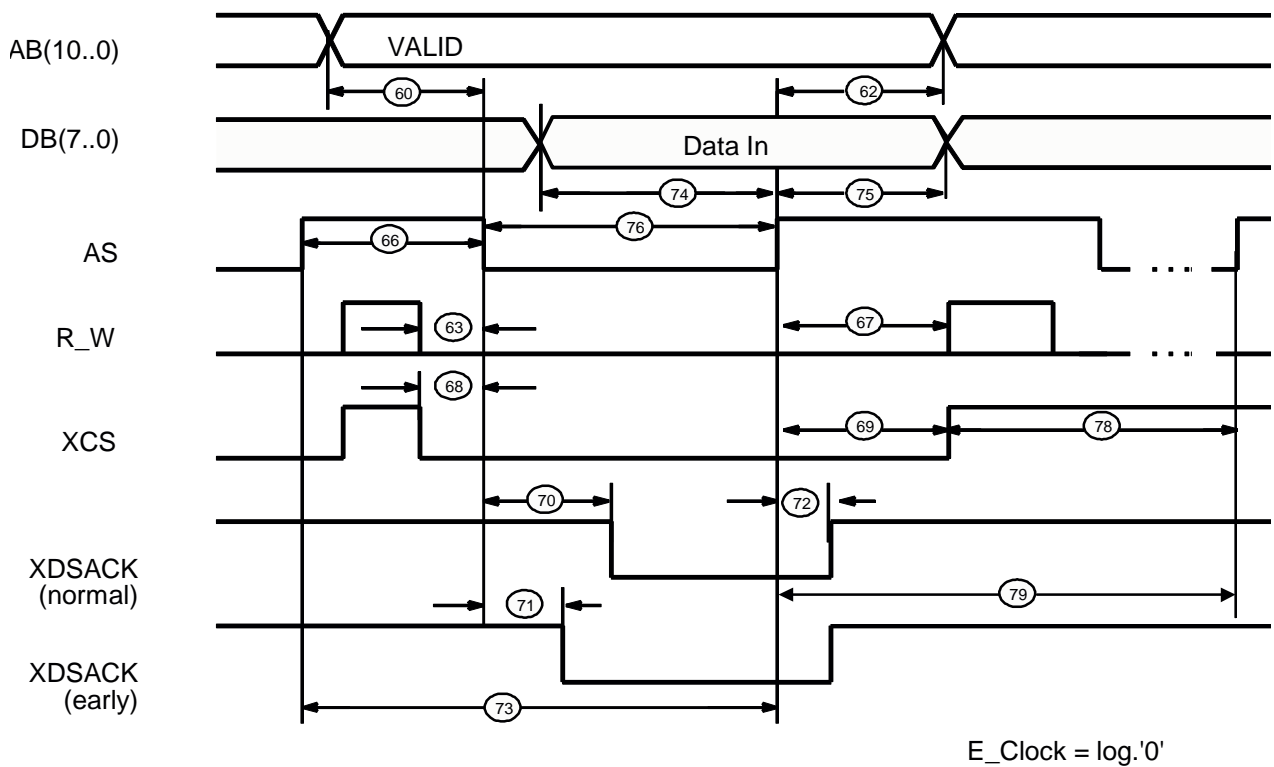 AB(10..0)
VALID
60
62
DB(7..0)
Data In
74
75
76
66
AS
63
67
R_W
68
69
78
XCS
70
72
XDSACK
(normal)
79
71
XDSACK
(early)
73
E_Clock = log.'0'